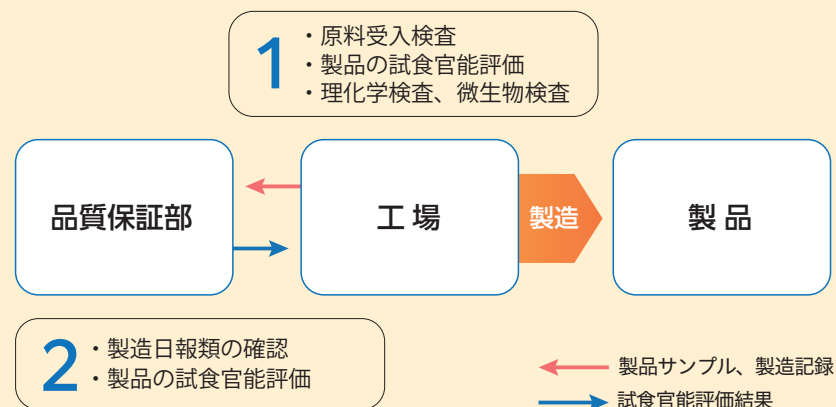 1
・原料受入検査
・製品の試食官能評価
・理化学検査、微生物検査
品質保証部
工場
製造
製品
2
・製造日報類の確認
・製品の試食官能評価
製品サンプル、製造記録
試食官能評価結果